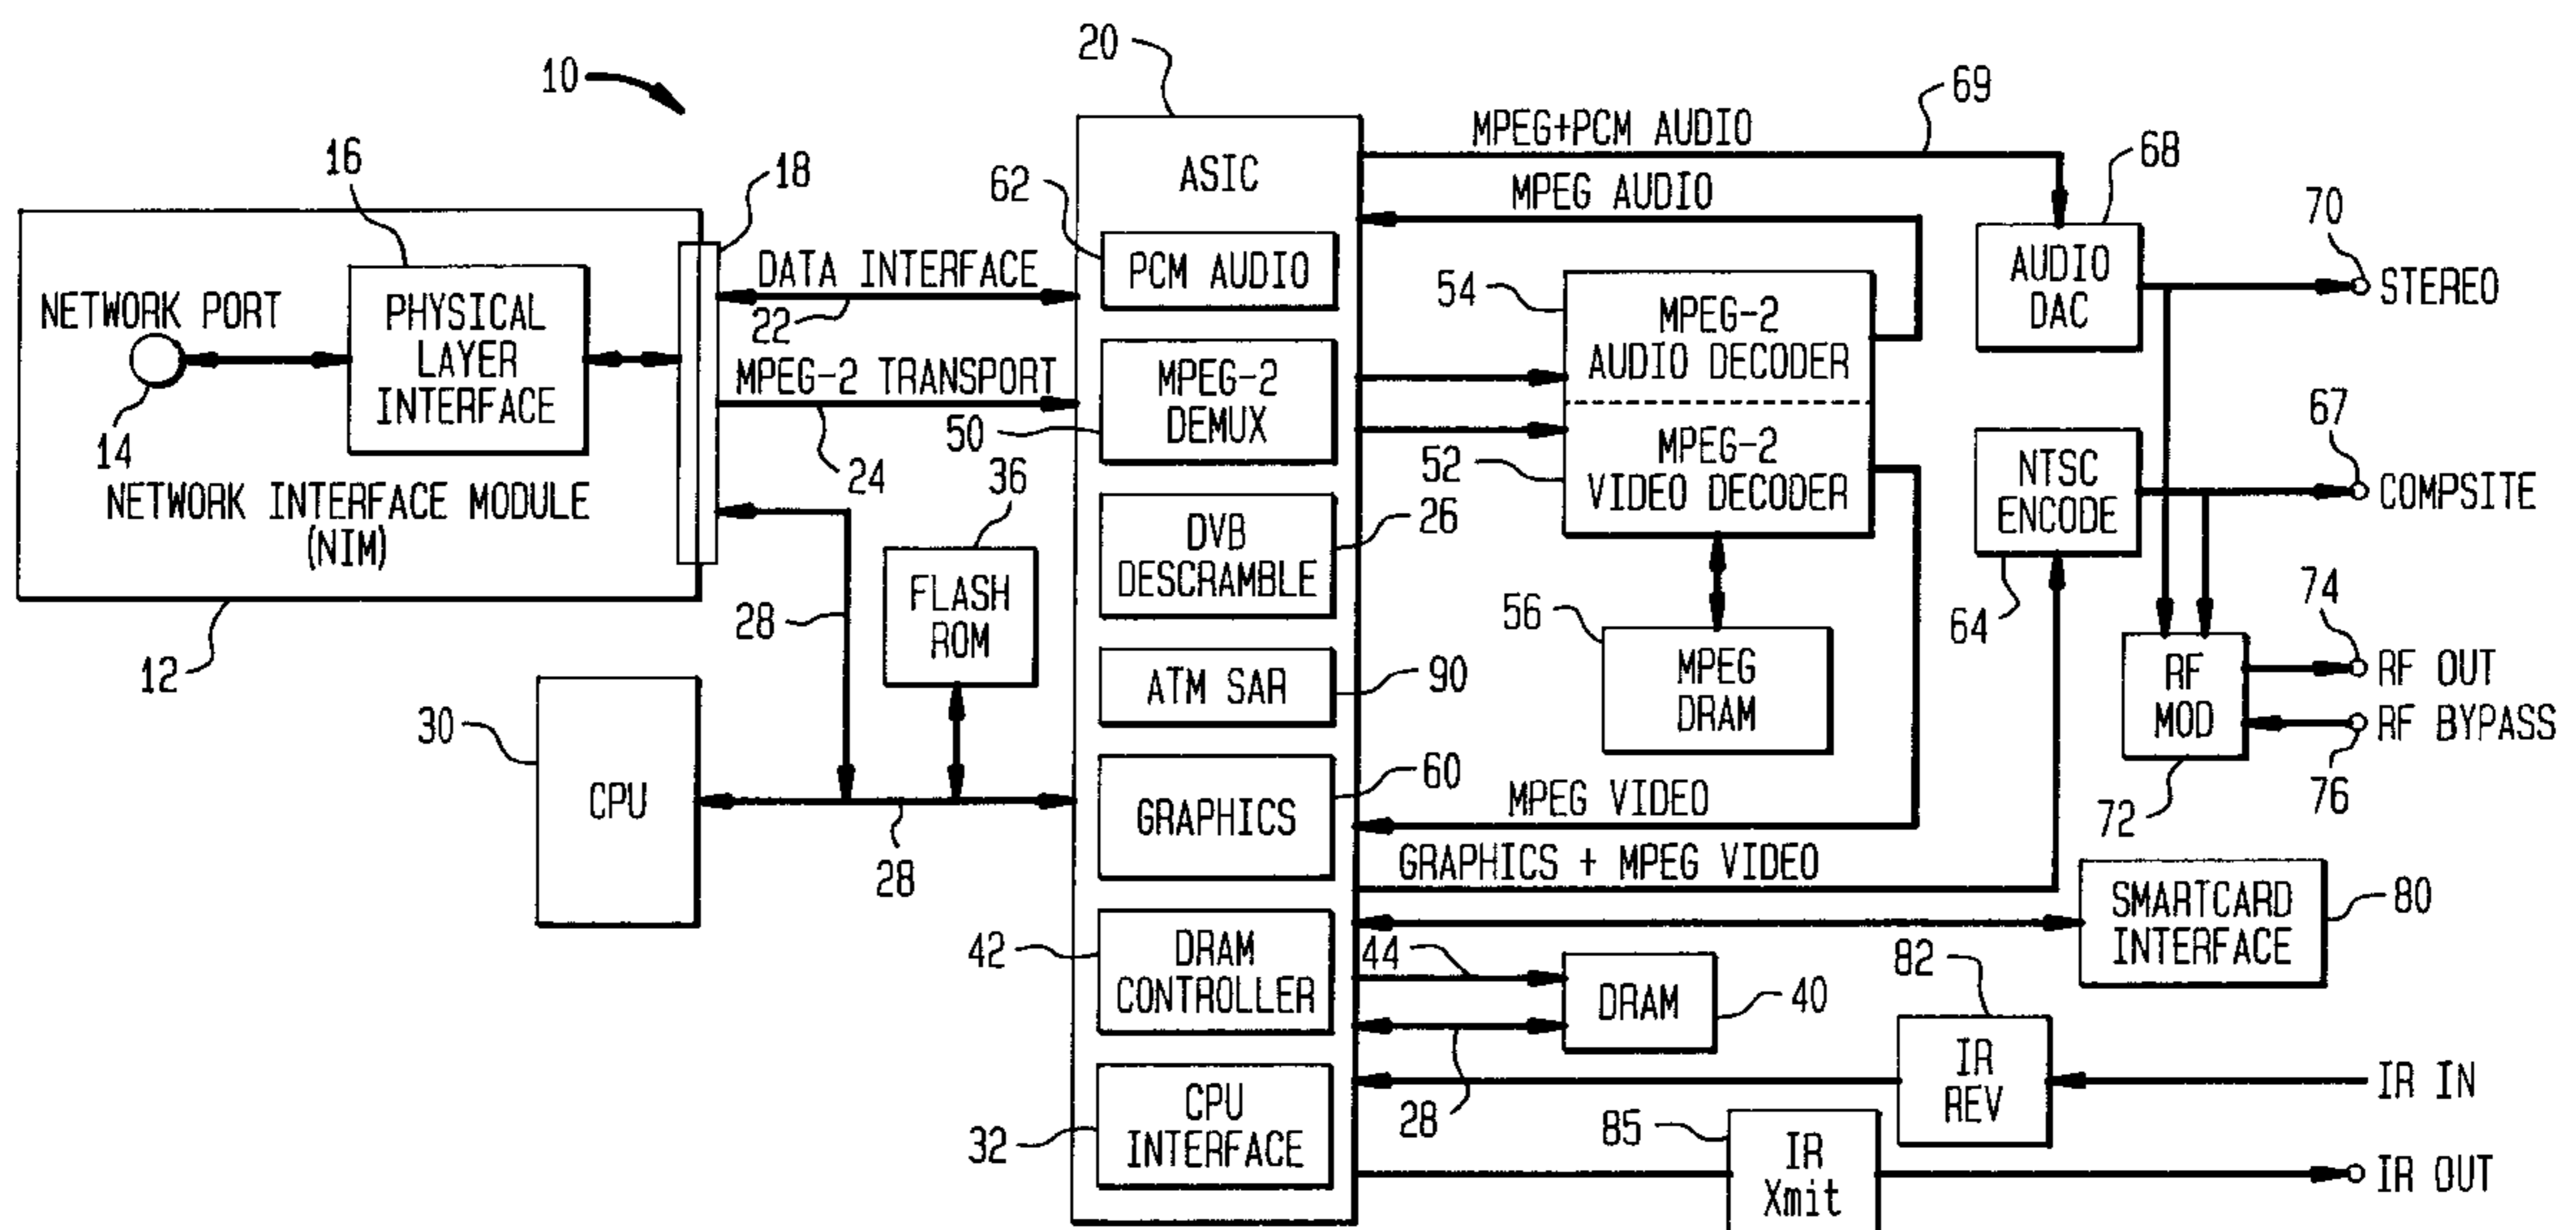 10
20
69
MPEG+PCM AUDIO
16
18
62
ASIC
68
MPEG AUDIO
70
PCM AUDIO
DATA INTERFACE
22
54
AUDIO
DAC
STEREO
NETWORK PORT
14
PHYSICAL
LAYER
INTERFACE
MPEG-2 TRANSPORT
24
50
MPEG-2
DEMUX
MPEG-2
AUDIO DECODER
52
MPEG-2
VIDEO DECODER
67
NTSC
ENCODE
64
COMPSITE
NETWORK INTERFACE MODULE
(NIM)
12
36
FLASH
ROM
28
DVB
DESCRAMBLE
26
56
MPEG
DRAM
74
RF
MOD
RF OUT
RF BYPASS
76
72
ATM SAR
90
30
CPU
28
GRAPHICS
60
MPEG VIDEO
GRAPHICS + MPEG VIDEO
SMARTCARD
INTERFACE
80
42
DRAM
CONTROLLER
44
DRAM
40
28
82
IR
REV
IR IN
32
CPU
INTERFACE
85
IR
Xmit
IR OUT